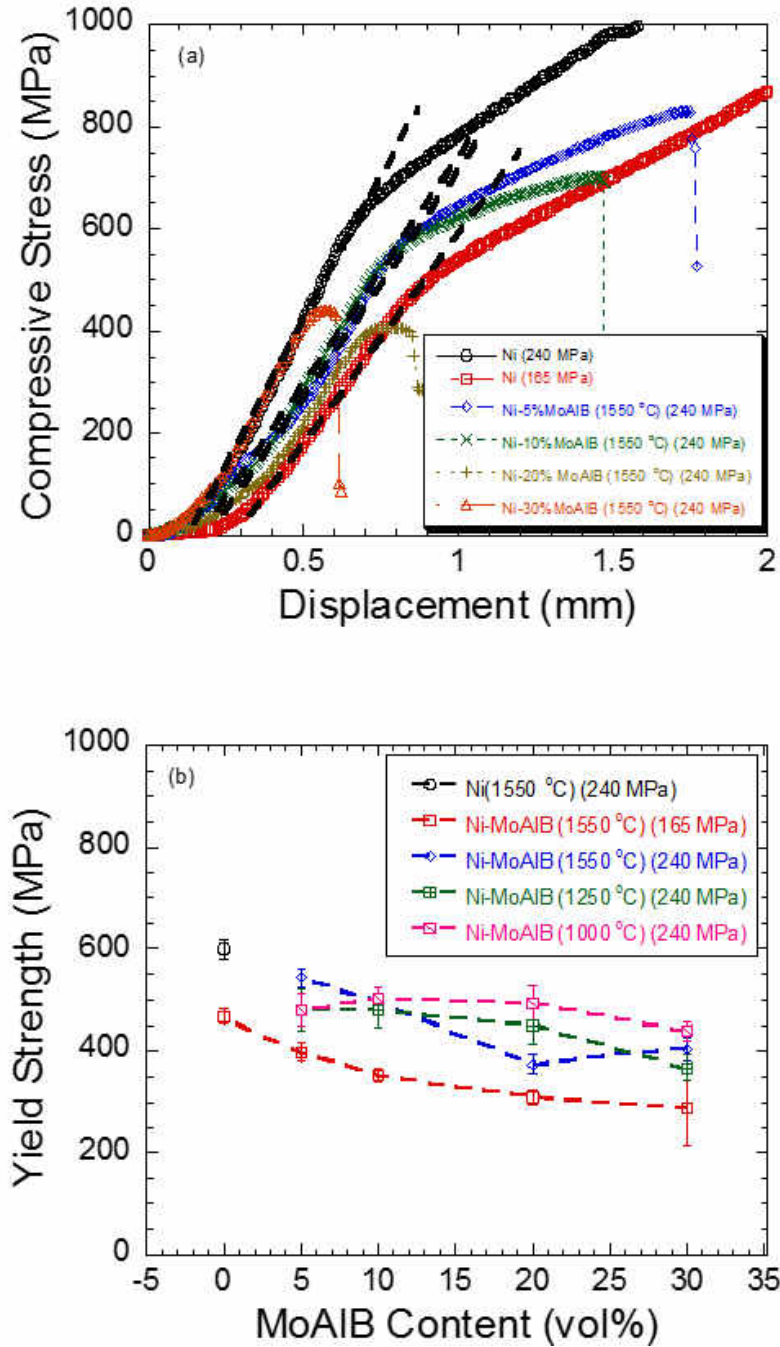 1000
(a)
800
600
400
200
0
Compressive Stress (MPa)
Ni (240 MPa)
Ni (165 MPa)
Ni-5%MoAlB (1550 °C) (240 MPa)
Ni-10%MoAlB (1550 °C) (240 MPa)
Ni-20% MoAlB (1550 °C) (240 MPa)
Ni-30%MoAlB (1550 °C) (240 MPa)
0 0.5 1 1.5 2
Displacement (mm)
1000
(b)
800
600
400
200
0
Yield Strength (MPa)
Ni(1550 °C) (240 MPa)
Ni-MoAlB (1550 °C) (165 MPa)
Ni-MoAlB (1550 °C) (240 MPa)
Ni-MoAlB (1250 °C) (240 MPa)
Ni-MoAlB (1000 °C) (240 MPa)
-5 0 5 10 15 20 25 30 35
MoAlB Content (vol%)